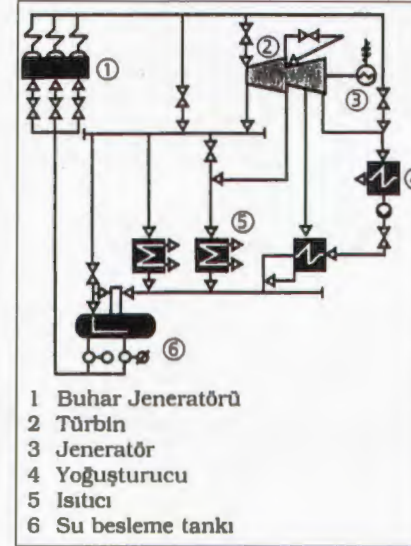 ①
②
③
⑤
⑥
1 Buhar Jeneratörü
2 Türbin
3 Jeneratör
4 Yoğuşturucu
5 Isıtıcı
6 Su besleme tankı